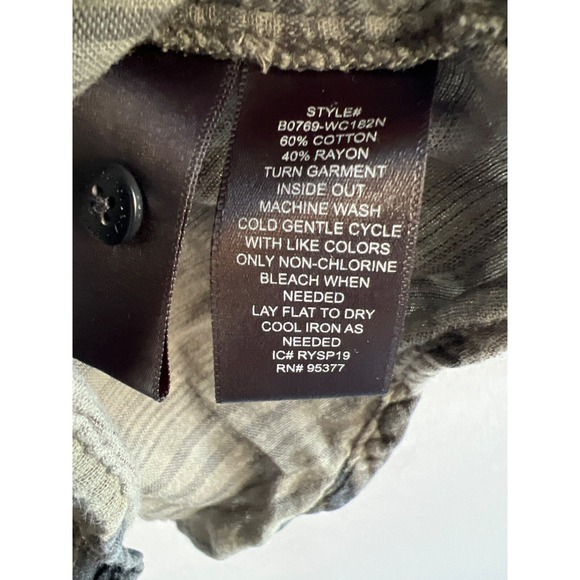 STYLE#
B0769-WC182N
60% COTTON
40% RAYON
TURN GARMENT
INSIDE OUT
MACHINE WASH
COLD GENTLE CYCLE
WITH LIKE COLORS
ONLY NON-CHLORINE
BLEACH WHEN
NEEDED
LAY FLAT TO DRY
COOL IRON AS
NEEDED
IC# RYSP19
RN# 95377